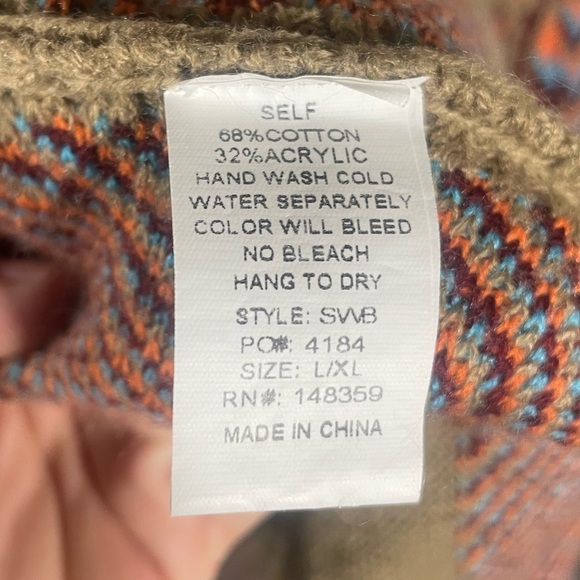 SELF
68%COTTON
32%ACRYLIC
HAND WASH COLD
WATER SEPARATELY
COLOR WILL BLEED
NO BLEACH
HANG TO DRY
STYLE: SWB
PO#: 4184
SIZE: L/XL
RN#: 148359
MADE IN CHINA